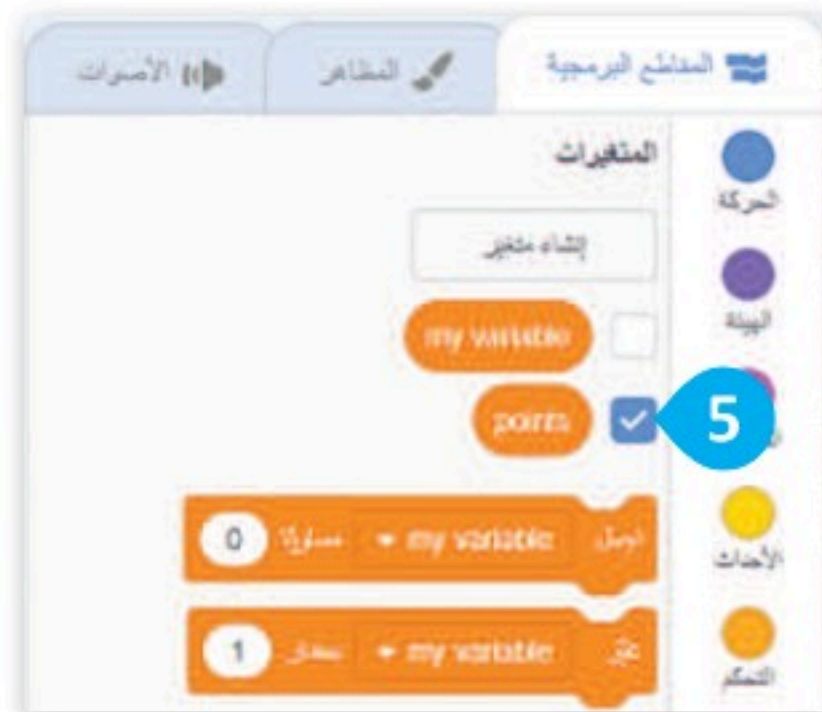 المقاطع البرمجية
المظاهر
الأصوات
الحركة
الهيئة
الأحداث
التحكم
المتغيرات
إنشاء متغير
my variable
points
5
my variable مساويًا 0
غيّر my variable بمقدار 1